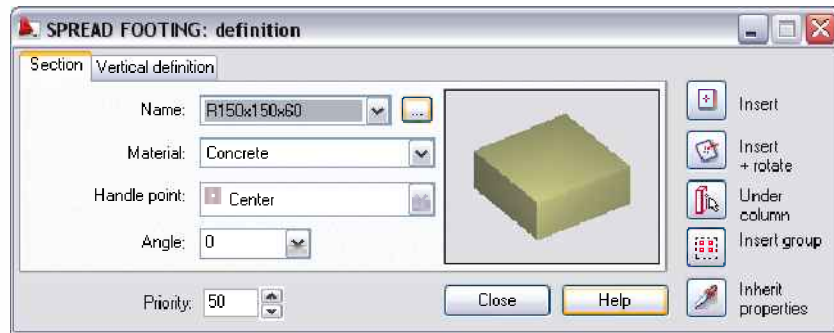 SPREAD FOOTING: definition
Section Vertical definition
Name: R150x150x60 ...
Material: Concrete
Handle point: Center
Angle: 0
Priority: 50
Close Help
Insert
Insert
+ rotate
Under
column
Insert group
Inherit
properties